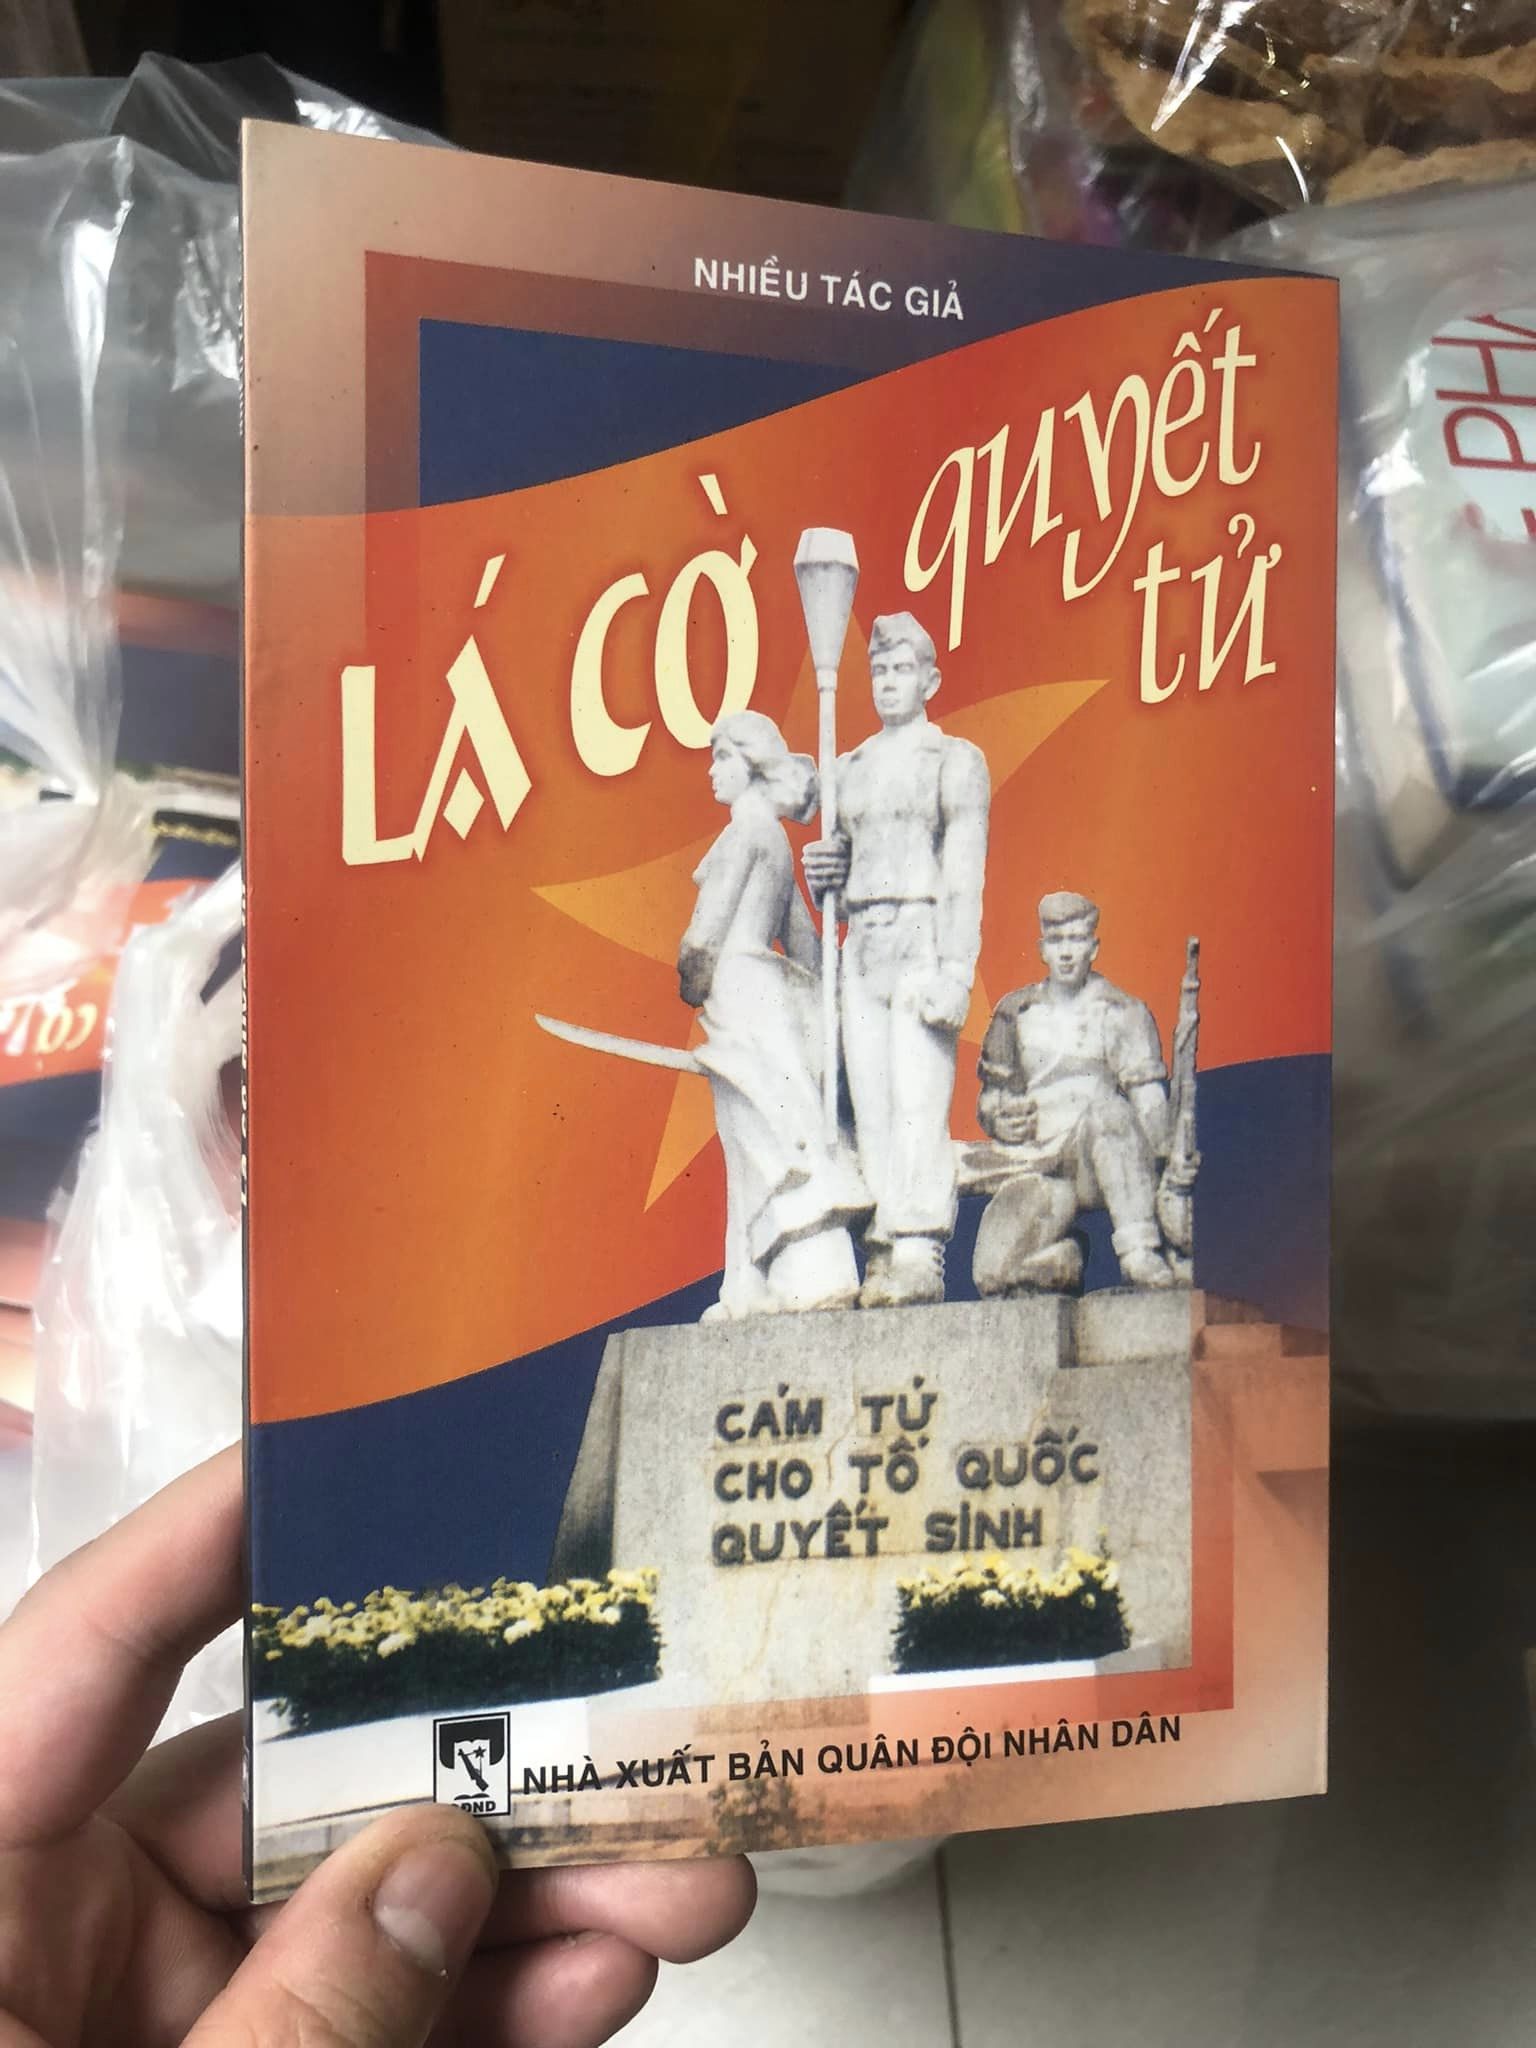 NHIỀU TÁC GIẢ
LÁ CỜ
quyết
tử
CẢM TỬ
CHO TỔ QUỐC
QUYẾT SINH
NHÀ XUẤT BẢN QUÂN ĐỘI NHÂN DÂN